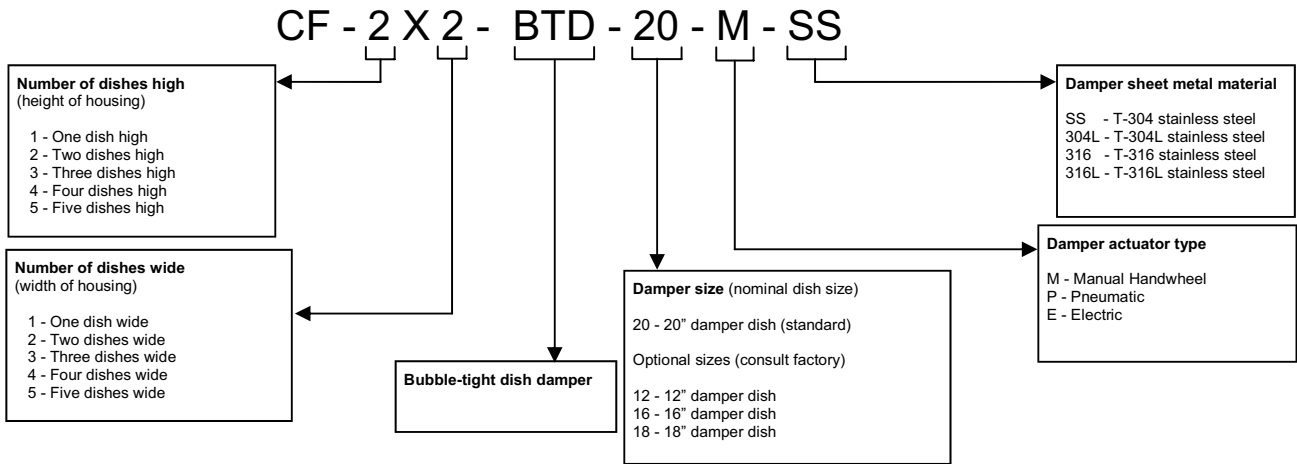 CF - 2 X 2 - BTD - 20 - M - SS
Number of dishes high
(height of housing)
1 - One dish high
2 - Two dishes high
3 - Three dishes high
4 - Four dishes high
5 - Five dishes high
Number of dishes wide
(width of housing)
1 - One dish wide
2 - Two dishes wide
3 - Three dishes wide
4 - Four dishes wide
5 - Five dishes wide
Bubble-tight dish damper
Damper size (nominal dish size)
20 - 20” damper dish (standard)
Optional sizes (consult factory)
12 - 12” damper dish
16 - 16” damper dish
18 - 18” damper dish
Damper actuator type
M - Manual Handwheel
P - Pneumatic
E - Electric
Damper sheet metal material
SS - T-304 stainless steel
304L - T-304L stainless steel
316 - T-316 stainless steel
316L - T-316L stainless steel